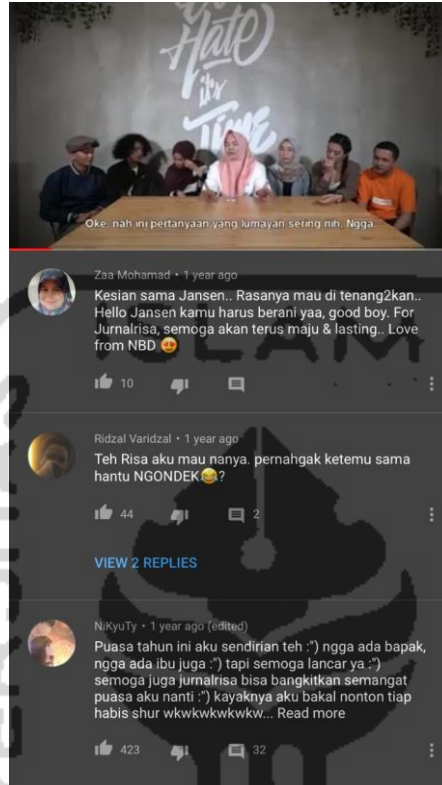 Hate
it's
Time
Oke, nah ini pertanyaan yang lumayan sering nih. Ngga.
Zaa Mohamad • 1 year ago
Kesian sama Jansen.. Rasanya mau di tenang2kan..
Hello Jansen kamu harus berani yaa, good boy. For
Jurnalrisa, semoga akan terus maju & lasting.. Love
from NBD 😍
ISLAM
10
Ridzal Varidzal • 1 year ago
Teh Risa aku mau nanya. pernahgak ketemu sama
hantu NGONDEK😂?
44
2
VIEW 2 REPLIES
NiKyuTy • 1 year ago (edited)
Puasa tahun ini aku sendirian teh :") ngga ada bapak,
ngga ada ibu juga :") tapi semoga lancar ya :")
semoga juga jurnalrisa bisa bangkitkan semangat
puasa aku nanti :") kayaknya aku bakal nonton tiap
habis shur wkwkwkwkwkw... Read more
423
32